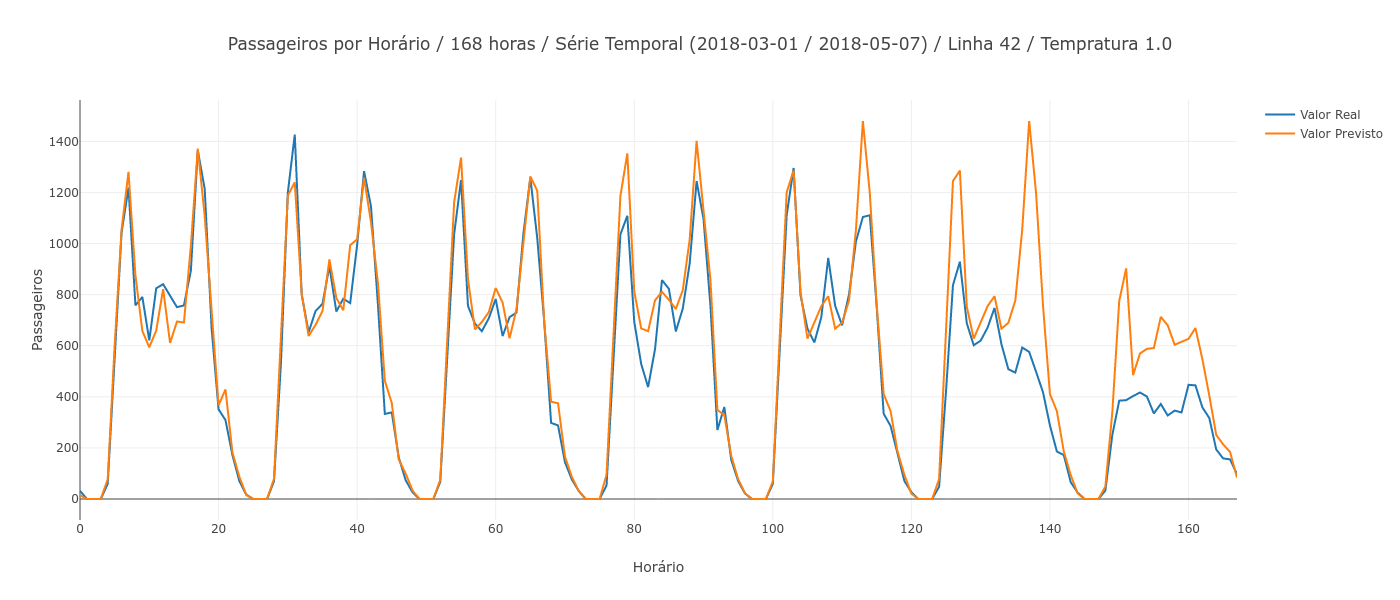 Passageiros por Horário / 168 horas / Série Temporal (2018-03-01 / 2018-05-07) / Linha 42 / Tempratura 1.0
Valor Real
Valor Previsto
Passageiros
1400
1200
1000
800
600
400
200
0
0 20 40 60 80 100 120 140 160
Horário